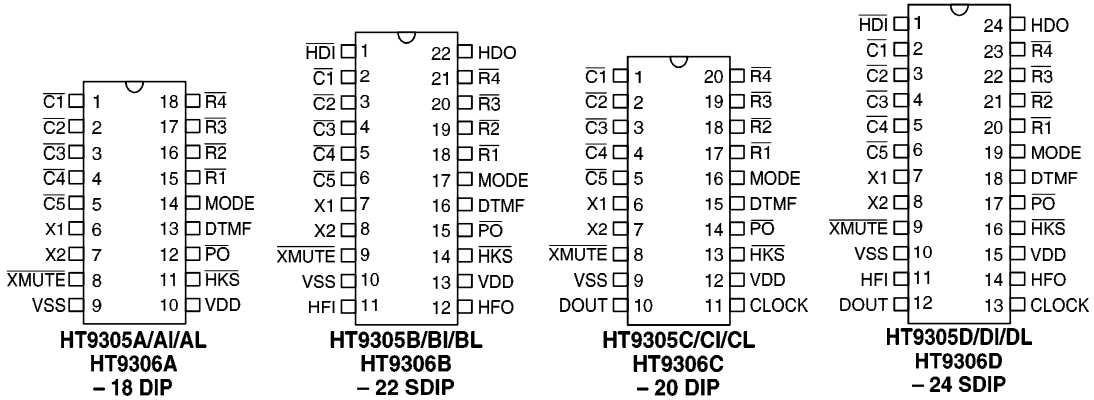 C1 1 18 R4
C2 2 17 R3
C3 3 16 R2
C4 4 15 R1
C5 5 14 MODE
X1 6 13 DTMF
X2 7 12 PO
XMUTE 8 11 HKS
VSS 9 10 VDD
HT9305A/AI/AL
HT9306A
– 18 DIP
HDI 1 22 HDO
C1 2 21 R4
C2 3 20 R3
C3 4 19 R2
C4 5 18 R1
C5 6 17 MODE
X1 7 16 DTMF
X2 8 15 PO
XMUTE 9 14 HKS
VSS 10 13 VDD
HFI 11 12 HFO
HT9305B/BI/BL
HT9306B
– 22 SDIP
C1 1 20 R4
C2 2 19 R3
C3 3 18 R2
C4 4 17 R1
C5 5 16 MODE
X1 6 15 DTMF
X2 7 14 PO
XMUTE 8 13 HKS
VSS 9 12 VDD
DOUT 10 11 CLOCK
HT9305C/CI/CL
HT9306C
– 20 DIP
HDI 1 24 HDO
C1 2 23 R4
C2 3 22 R3
C3 4 21 R2
C4 5 20 R1
C5 6 19 MODE
X1 7 18 DTMF
X2 8 17 PO
XMUTE 9 16 HKS
VSS 10 15 VDD
HFI 11 14 HFO
DOUT 12 13 CLOCK
HT9305D/DI/DL
HT9306D
– 24 SDIP